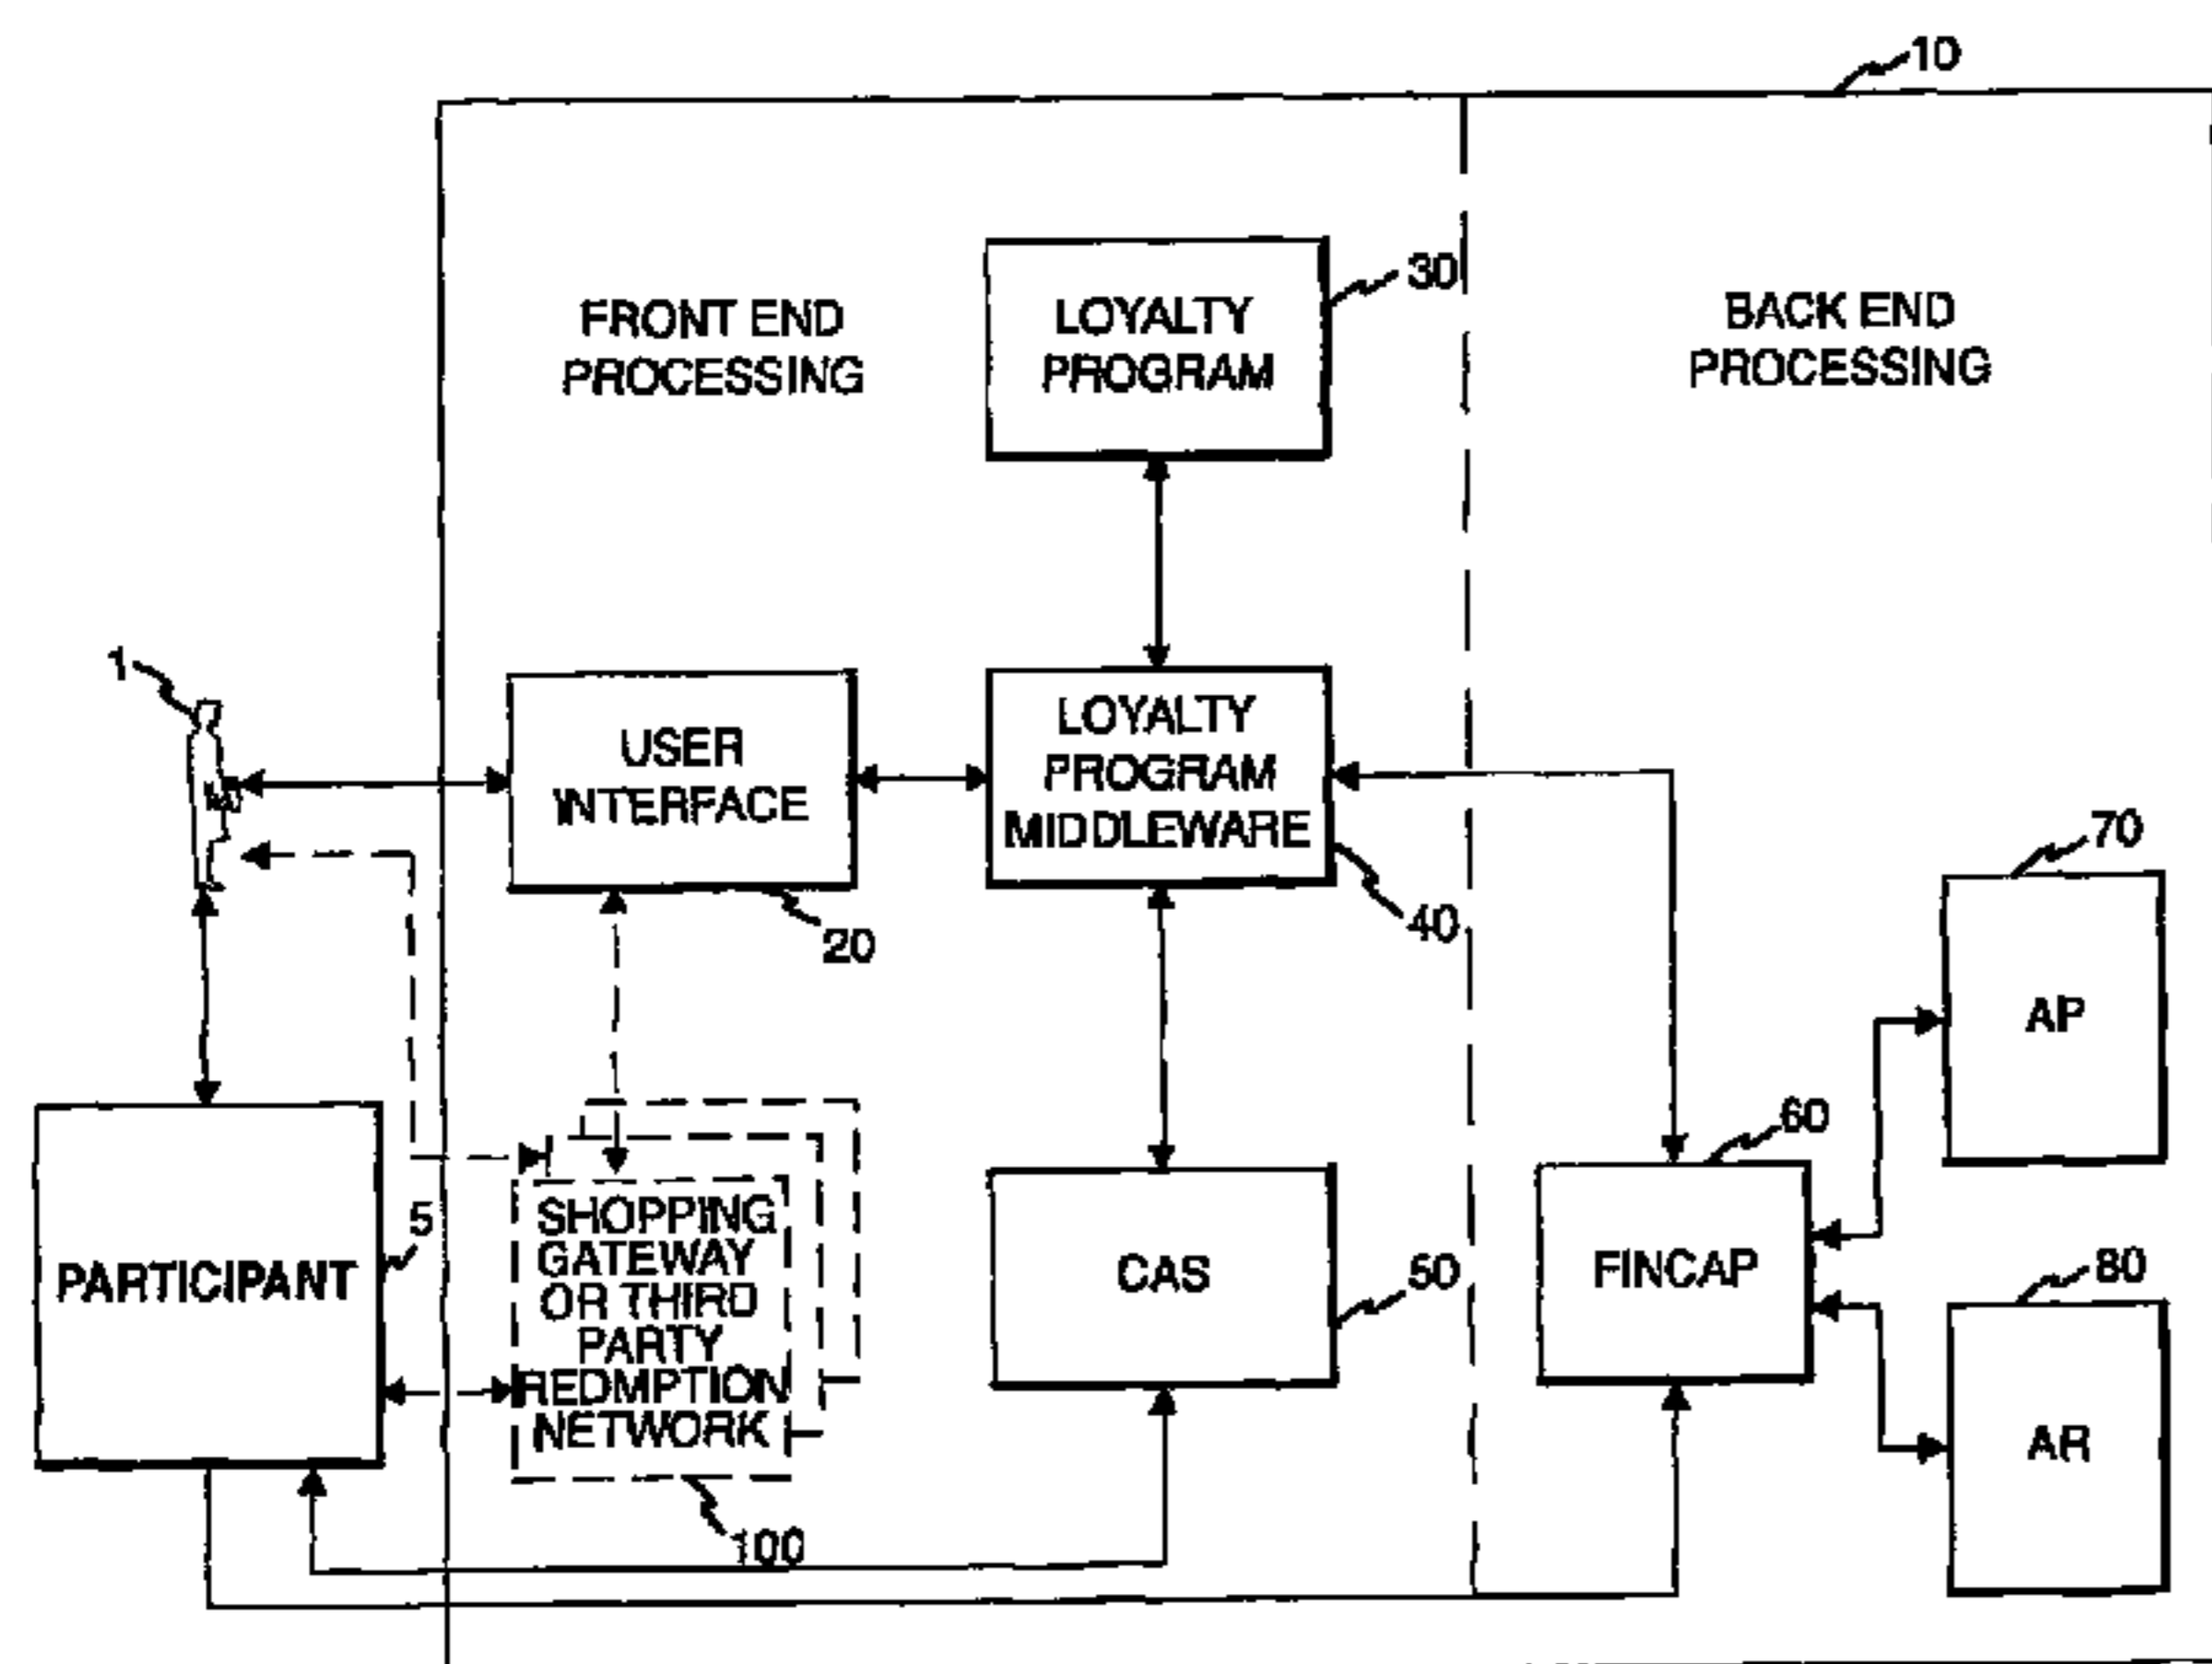 10
FRONT END
PROCESSING
LOYALTY
PROGRAM
30
BACK END
PROCESSING
1
USER
INTERFACE
20
LOYALTY
PROGRAM
MIDDLEWARE
40
70
AP
60
FINCAP
PARTICIPANT
5
SHOPPING
GATEWAY
OR THIRD
PARTY
REDMPTION
NETWORK
100
CAS
50
80
AR